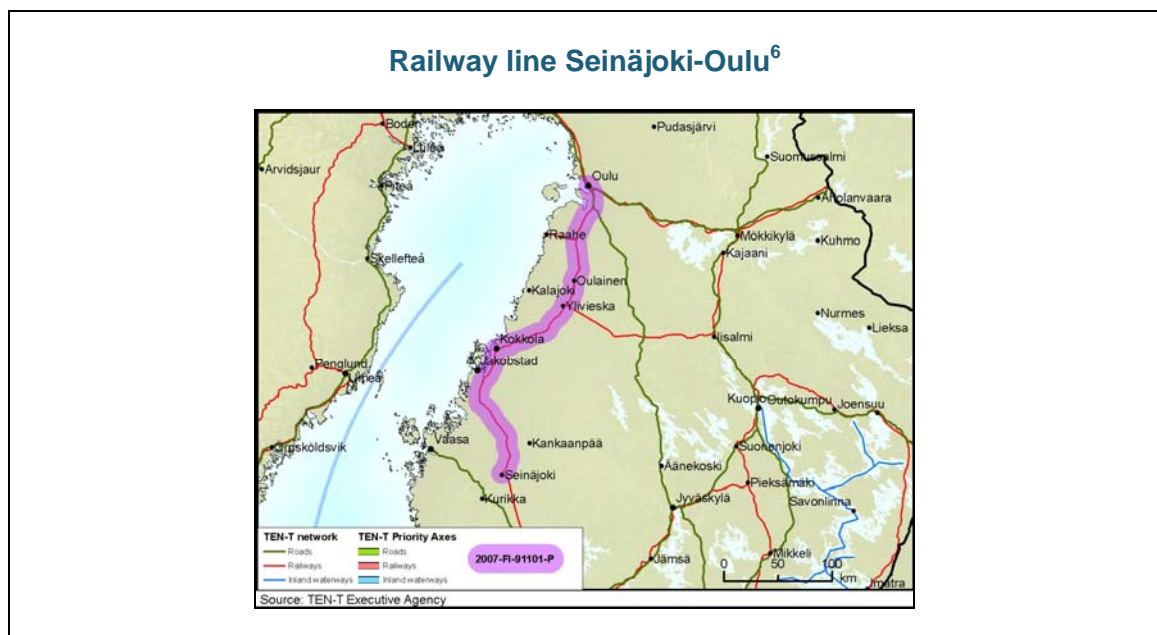 Railway line Seinäjoki-Oulu6
Boden
Luleå
Pudasjärvi
Arvidsjaur
Suomussalmi
Piteå
Oulu
Aholanvaara
Raahe
Mökkikylä
Kuhmo
Kajaani
Skellefteå
Oulainen
Kalajoki
Ylivieska
Nurmes
Lieksa
Iisalmi
Kokkola
Jakobstad
Penglund
Umeå
Kuopio
Outokumpu
Joensuu
Örnsköldsvik
Vaasa
Kankaanpää
Suonenjoki
Äänekoski
Seinäjoki
Pieksämäki
Kurikka
Jyväskylä
Savonlinna
TEN-T network
TEN-T Priority Axes
Roads
Roads
Railways
Railways
Inland waterways
Inland waterways
2007-FI-91101-P
Jämsä
Mikkeli
0 50 100
km
Imatra
Source: TEN-T Executive Agency